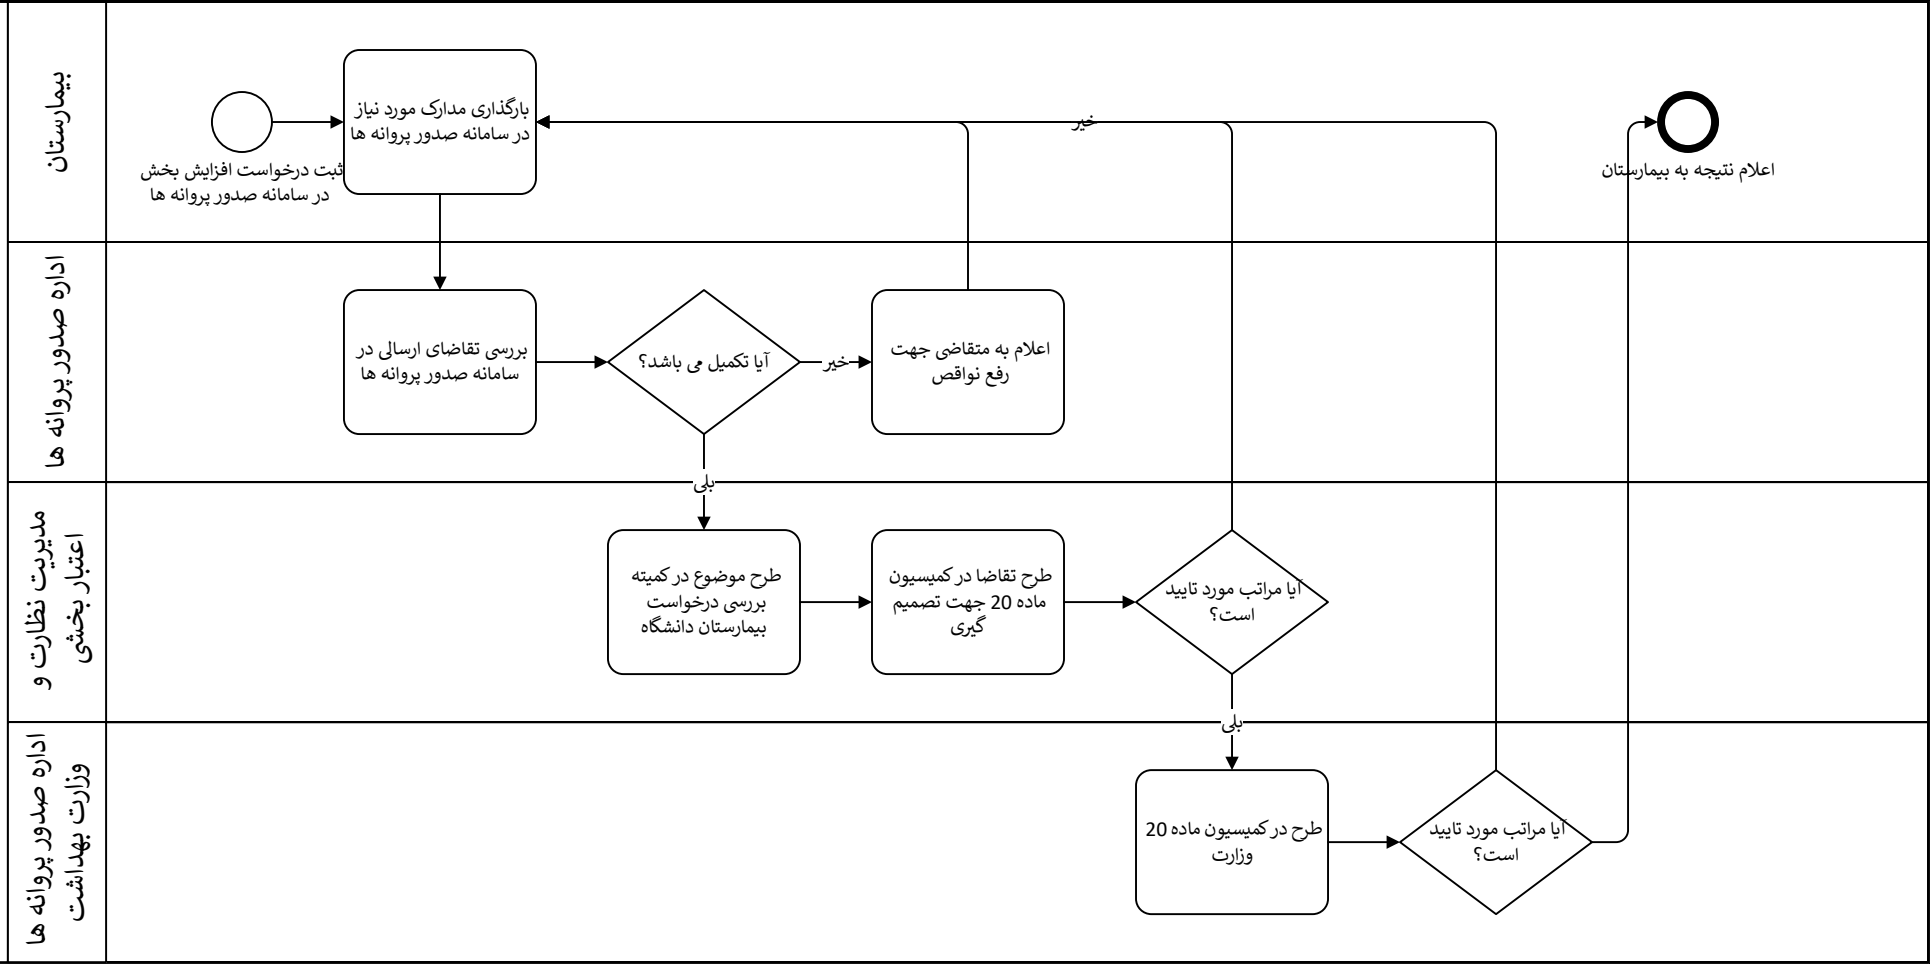 بیمارستان
ثبت درخواست افزایش بخش
در سامانه صدور پروانه ها
بارگذاری مدارک مورد نیاز
در سامانه صدور پروانه ها
خیر
اعلام نتیجه به بیمارستان
اداره صدور پروانه ها
بررسی تقاضای ارسالی در
سامانه صدور پروانه ها
آیا تکمیل می باشد؟
خیر
اعلام به متقاضی جهت
رفع نواقص
بلی
مدیریت نظارت و
اعتبار بخشی
طرح موضوع در کمیته
بررسی درخواست
بیمارستان دانشگاه
طرح تقاضا در کمیسیون
ماده 20 جهت تصمیم
گیری
آیا مراتب مورد تایید
است؟
بلی
اداره صدور پروانه ها
وزارت بهداشت
طرح در کمیسیون ماده 20
وزارت
آیا مراتب مورد تایید
است؟